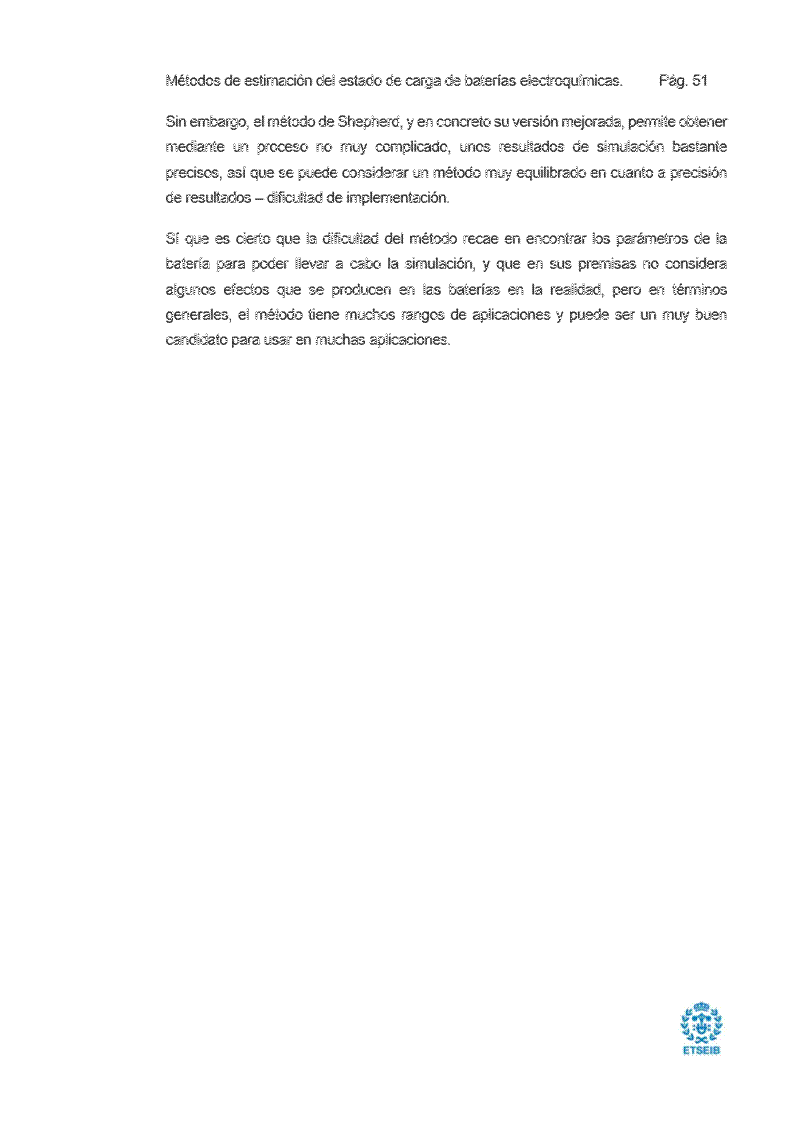 Métodos de estimación del estado de carga de baterías electroquímicas. Pág. 51
Sin embargo, el método de Shepherd, y en concreto su versión mejorada, permite obtener
mediante un proceso no muy complicado, unos resultados de simulación bastante
precisos, así que se puede considerar un método muy equilibrado en cuanto a precisión
de resultados – dificultad de implementación.
Sí que es cierto que la dificultad del método recae en encontrar los parámetros de la
batería para poder llevar a cabo la simulación, y que en sus premisas no considera
algunos efectos que se producen en las baterías en la realidad, pero en términos
generales, el método tiene muchos rangos de aplicaciones y puede ser un muy buen
candidato para usar en muchas aplicaciones.
ETSEIB